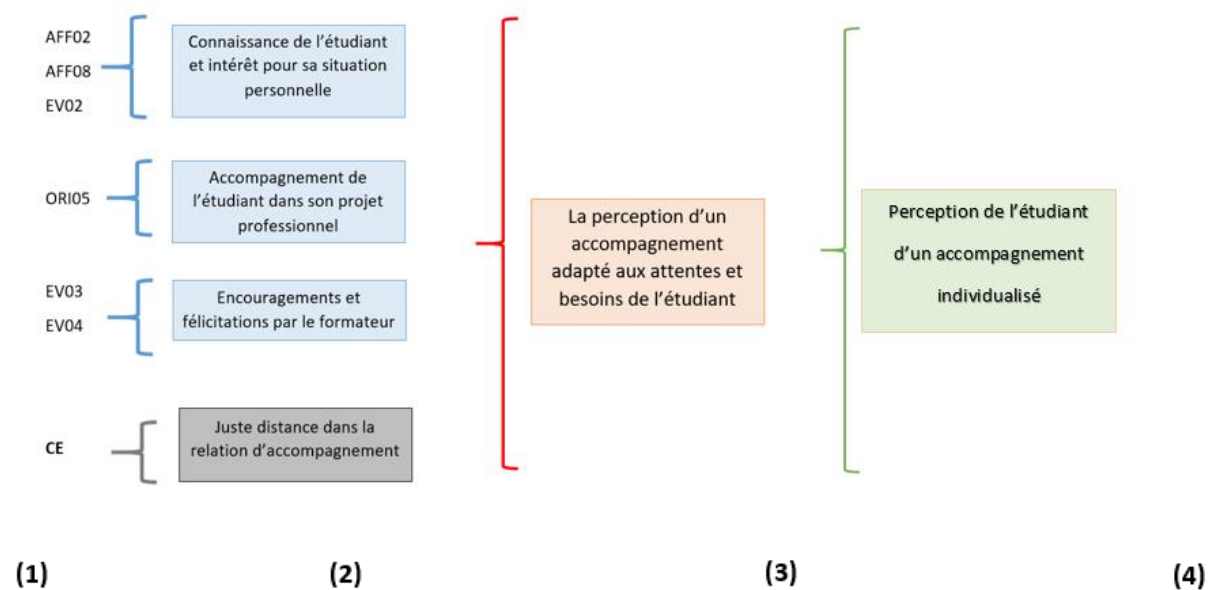 AFF02
AFF08
EV02
Connaissance de l’étudiant
et intérêt pour sa situation
personnelle
ORI05
Accompagnement de
l’étudiant dans son projet
professionnel
EV03
EV04
Encouragements et
félicitations par le formateur
CE
Juste distance dans la
relation d’accompagnement
La perception d’un
accompagnement
adapté aux attentes et
besoins de l’étudiant
Perception de l’étudiant
d’un accompagnement
individualisé
(1)
(2)
(3)
(4)